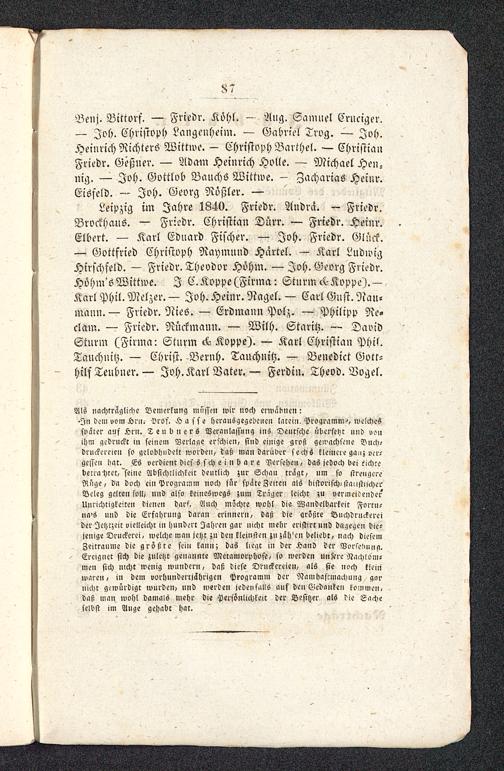 87
Benj. Bittorf. — Friedr. Köhl. — Aug. Samuel Cruciger.
— Joh. Christoph Langenheim. — Gabriel Trog. — Joh.
Heinrich Richters Wittwe. — Christoph Barthel. — Christian
Friedr. Geßner. — Adam Heinrich Holle. — Michael Hen-
nig. — Joh. Gottlob Bauchs Wittwe. — Zacharias Heinr.
Eisfeld. — Joh. Georg Rößler. —
Leipzig im Jahre 1840. Friedr. Andrä. — Friedr.
Brockhaus. — Friedr. Christian Dürr. — Friedr. Heinr.
Elbert. — Karl Eduard Fischer. — Joh. Friedr. Glück.
— Gottfried Christoph Raymund Härtel. — Karl Ludwig
Hirschfeld. — Friedr. Theodor Höhm. — Joh. Georg Friedr.
Höhm's Wittwe. J C. Koppe (Firma: Sturm & Koppe). —
Karl Phil. Melzer. — Joh. Heinr. Nagel. — Carl Gust. Nau-
mann. — Friedr. Nies. — Erdmann Polz. — Philipp Re-
clam. — Friedr. Rückmann. — Wilh. Staritz. — David
Sturm (Firma: Sturm & Koppe). — Karl Christian Phil.
Tauchnitz. — Christ. Bernh. Tauchnitz. — Benedict Gott-
hilf Teubner. — Joh. Karl Vater. — Ferdin. Theod. Vogel.
Als nachträgliche Bemerkung müssen wir noch erwähnen:
In dem vom Hrn. Prof. Hasse herausgegebenen latein. Programm, welches
später auf Hrn. Teubners Veranlassung ins Deutsche übersetzt und von
ihm gedruckt in seinem Verlage erschien, sind einige groß gewachsene Buch-
druckereien so gelobhudelt worden, daß man darüber sechs kleinere ganz ver-
gessen hat. Es verdient dies scheinbare Versehen, das jedoch bei Lichte
betrachtet, seine Absichtlichkeit deutlich zur Schau trägt, um so strengere
Rüge, da doch ein Programm noch für späte Zeiten als historisch-statistischer
Beleg gelten soll, und also keineswegs zum Träger leicht zu vermeidender
Unrichtigkeiten dienen darf. Auch möchte wohl die Wandelbarkeit Fortu-
na's und die Erfahrung daran erinnern, daß die größte Buchdruckerei
der Jetztzeit vielleicht in hundert Jahren gar nicht mehr existirt und dagegen die-
jenige Druckerei, welche man jetzt zu den kleinsten zu zählen beliebt, nach diesem
Zeitraume die größere sein kann; das liegt in der Hand der Vorsehung.
Ereignet sich die zuletzt genannte Metamorphose, so werden unsere Nachkom-
men sich nicht wenig wundern, daß diese Druckereien, als sie noch klein
waren, in dem vorhunderjährigen Programm der Namhaftmachung gar
nicht gewürdigt wurden, und werden jedenfalls auf den Gedanken kommen,
daß man wohl damals mehr die Persönlichkeit der Besitzer als die Sache
selbst im Auge gehabt hat.